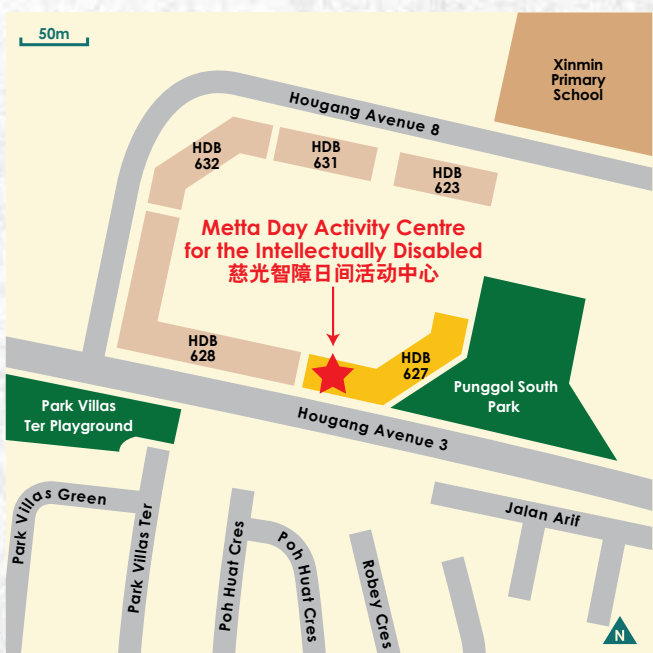 50m
Xinmin
Primary
School
Hougang Avenue 8
HDB
632
HDB
631
HDB
623
Metta Day Activity Centre
for the Intellectually Disabled
慈光智障日间活动中心
HDB
628
HDB
627
Punggol South
Park
Park Villas
Ter Playground
Hougang Avenue 3
Park Villas Green
Park Villas Ter
Poh Huat Cres
Poh Huat Cres
Robey Cres
Jalan Arif
N